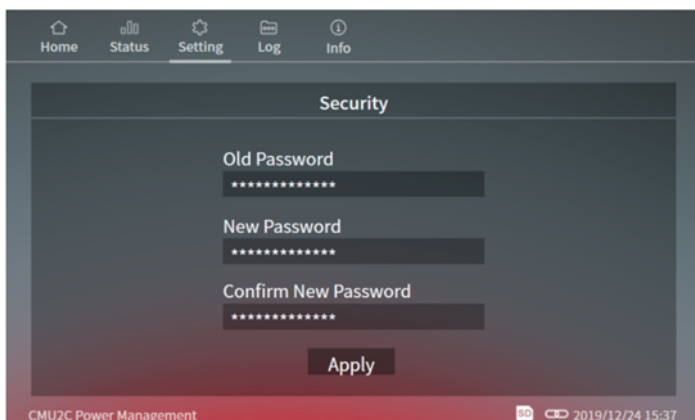 Home Status Setting Log Info
Security
Old Password
*************
New Password
*************
Confirm New Password
*************
Apply
CMU2C Power Management SD 2019/12/24 15:37